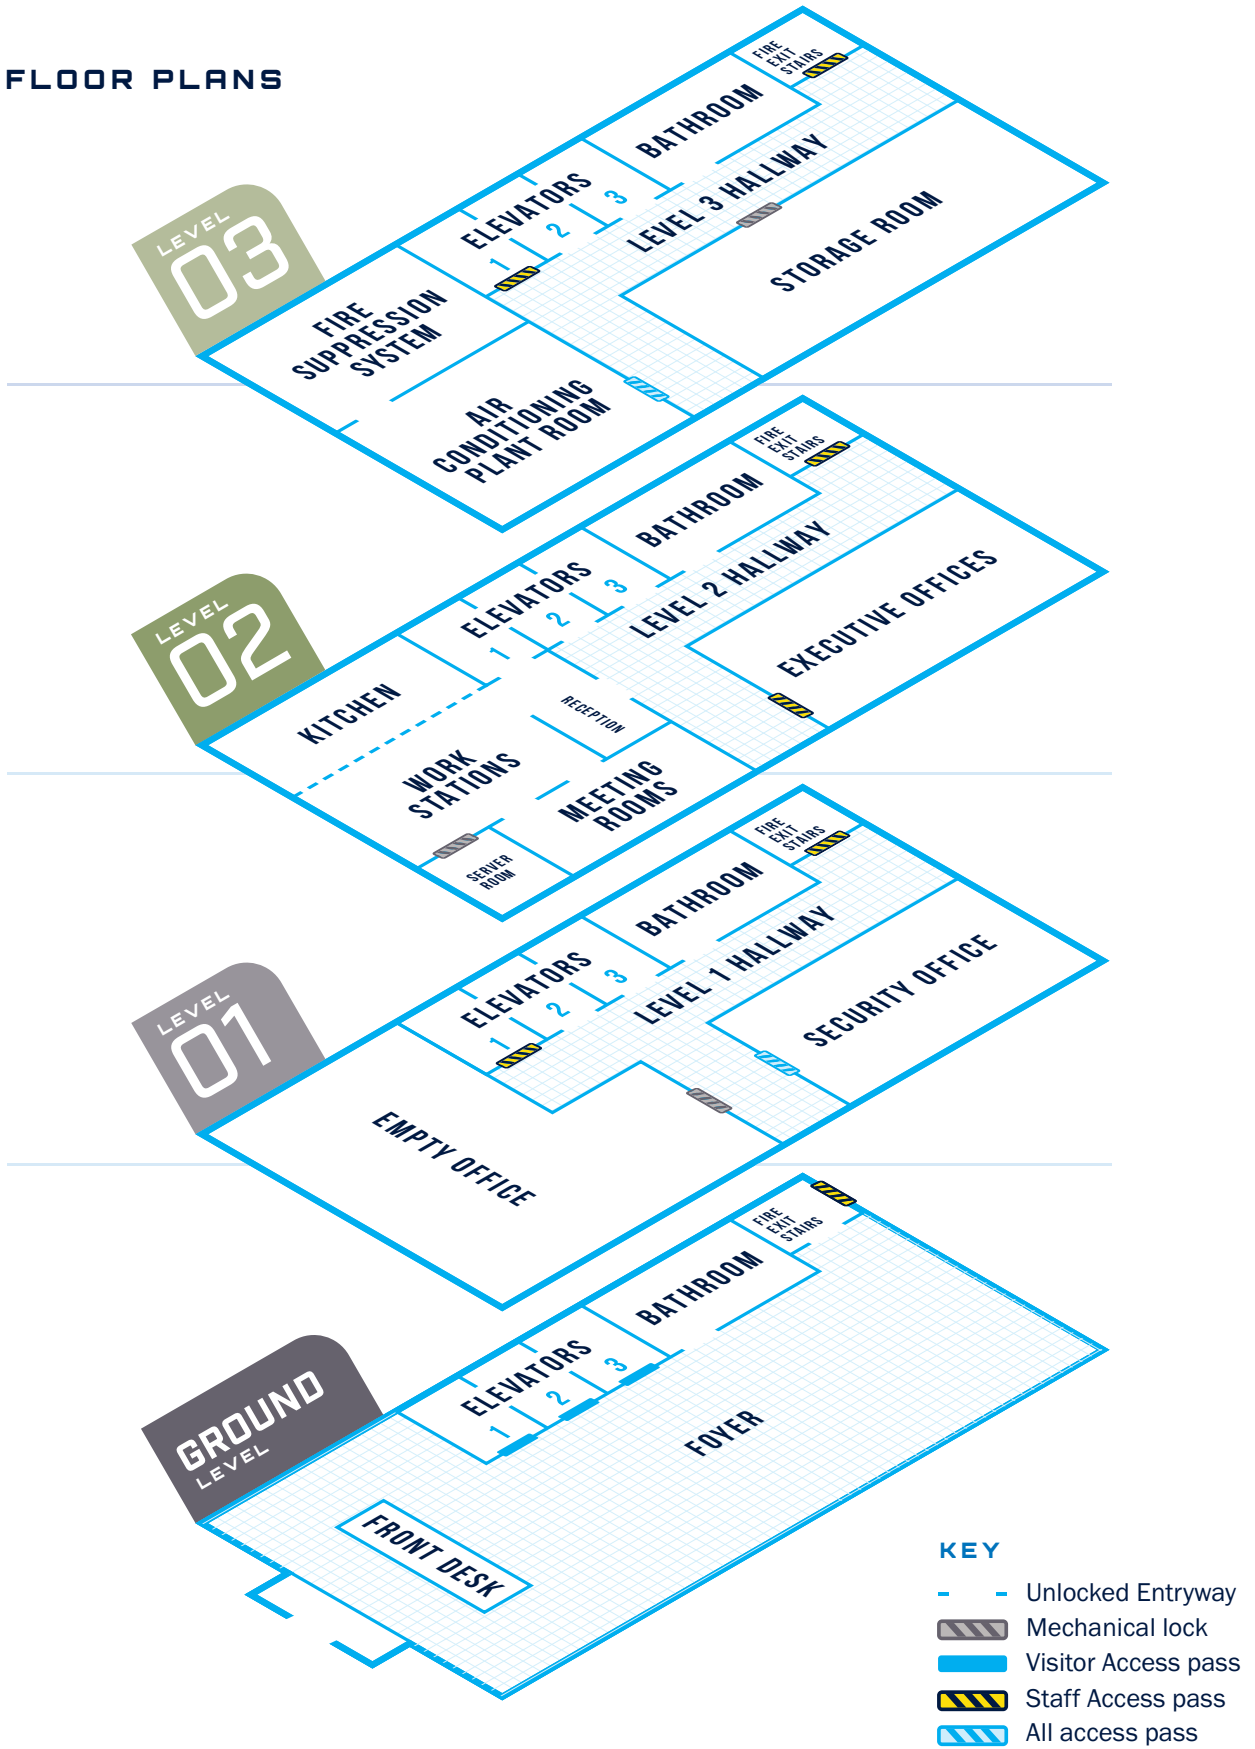 FLOOR PLANS
LEVEL
03
FIRE
EXIT
STAIRS
BATHROOM
ELEVATORS
1
2
3
LEVEL 3 HALLWAY
STORAGE ROOM
FIRE
SUPPRESSION
SYSTEM
AIR
CONDITIONING
PLANT ROOM
LEVEL
02
FIRE
EXIT
STAIRS
BATHROOM
ELEVATORS
1
2
3
LEVEL 2 HALLWAY
EXECUTIVE OFFICES
KITCHEN
RECEPTION
WORK
STATIONS
MEETING
ROOMS
SERVER
ROOM
LEVEL
01
FIRE
EXIT
STAIRS
BATHROOM
ELEVATORS
1
2
3
LEVEL 1 HALLWAY
SECURITY OFFICE
EMPTY OFFICE
GROUND
LEVEL
FIRE
EXIT
STAIRS
BATHROOM
ELEVATORS
1
2
3
FOYER
FRONT DESK
KEY
Unlocked Entryway
Mechanical lock
Visitor Access pass
Staff Access pass
All access pass